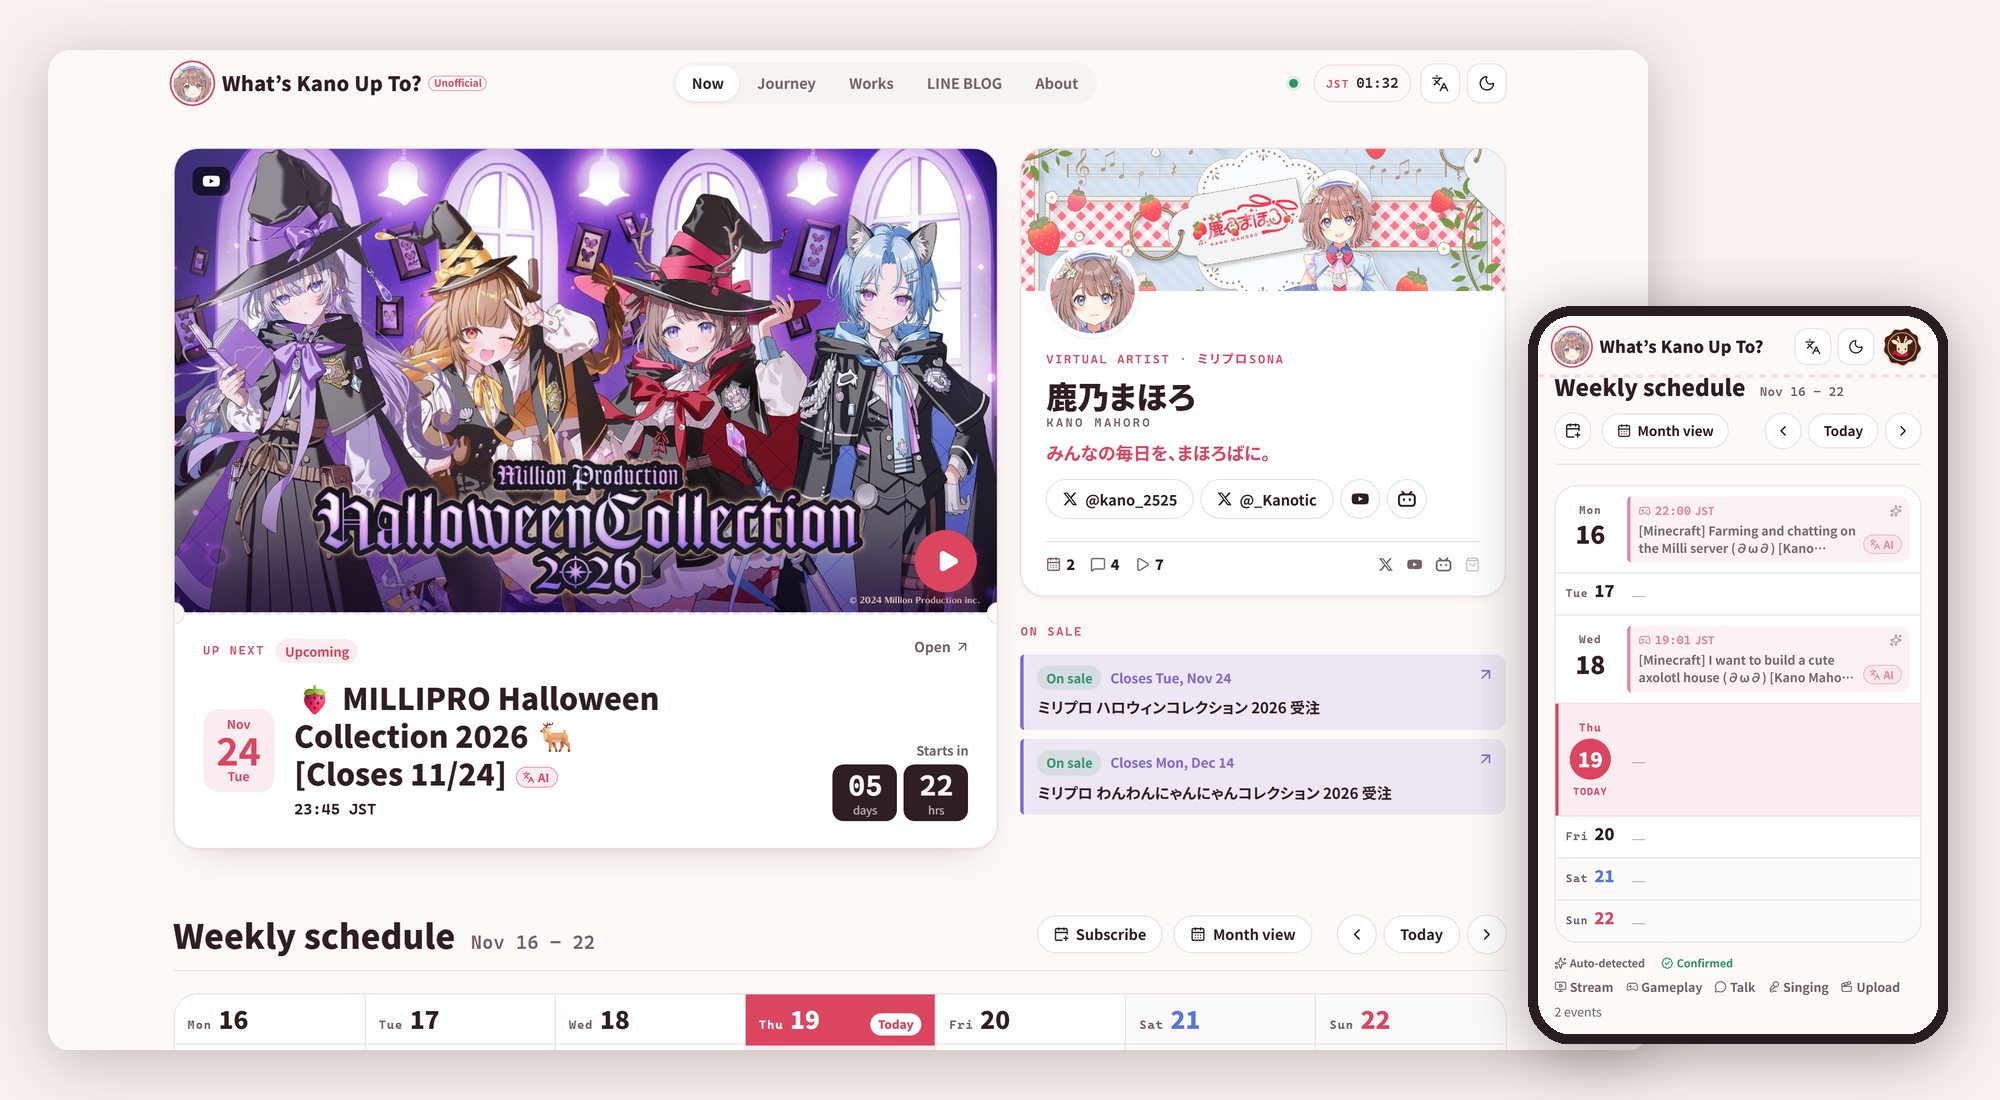 What's Kano Up To?
Unofficial
Now
Journey
Works
LINE BLOG
About
JST 01:32
Million Production
HalloweenCollection
2026
© 2024 Million Production inc.
UP NEXT
Upcoming
Open
Nov
24
Tue
🍓 MILLIPRO Halloween
Collection 2026 🦌
[Closes 11/24]
AI
23:45 JST
Starts in
05
days
22
hrs
鹿乃まほろ
KANO MAHORO
VIRTUAL ARTIST · ミリプロSONA
鹿乃まほろ
KANO MAHORO
みんなの毎日を、まほろばに。
@kano_2525
@_Kanotic
2
4
7
ON SALE
On sale
Closes Tue, Nov 24
ミリプロ ハロウィンコレクション 2026 受注
On sale
Closes Mon, Dec 14
ミリプロ わんわんにゃんにゃんコレクション 2026 受注
Weekly schedule
Nov 16 – 22
Subscribe
Month view
Today
Mon 16
Tue 17
Wed 18
Thu 19
Today
Fri 20
Sat 21
Sun 22
What's Kano Up To?
Weekly schedule
Nov 16 – 22
Month view
Today
Mon
16
22:00 JST
[Minecraft] Farming and chatting on
the Milli server (∂ω∂) [Kano…
AI
Tue 17
—
Wed
18
19:01 JST
[Minecraft] I want to build a cute
axolotl house (∂ω∂) [Kano Maho…
AI
Thu
19
TODAY
—
Fri 20
—
Sat 21
—
Sun 22
—
Auto-detected
Confirmed
Stream
Gameplay
Talk
Singing
Upload
2 events